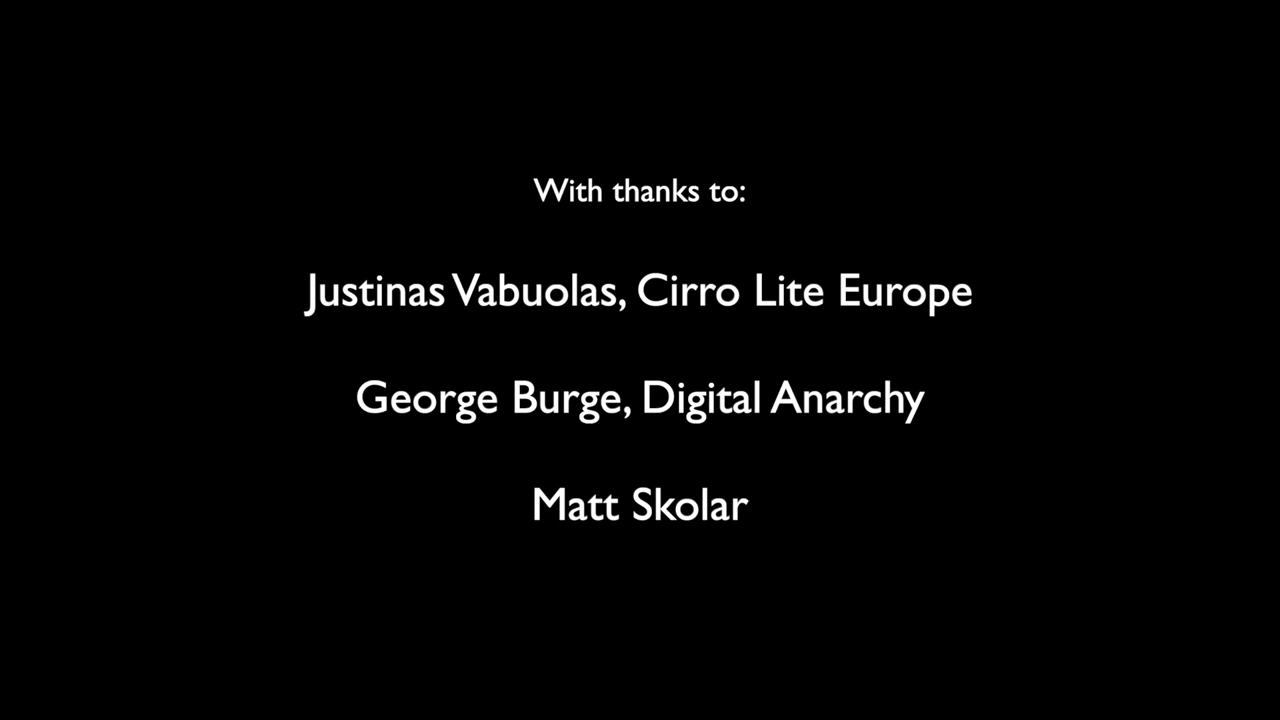 With thanks to:
Justinas Vabuolas, Cirro Lite Europe
George Burge, Digital Anarchy
Matt Skolar